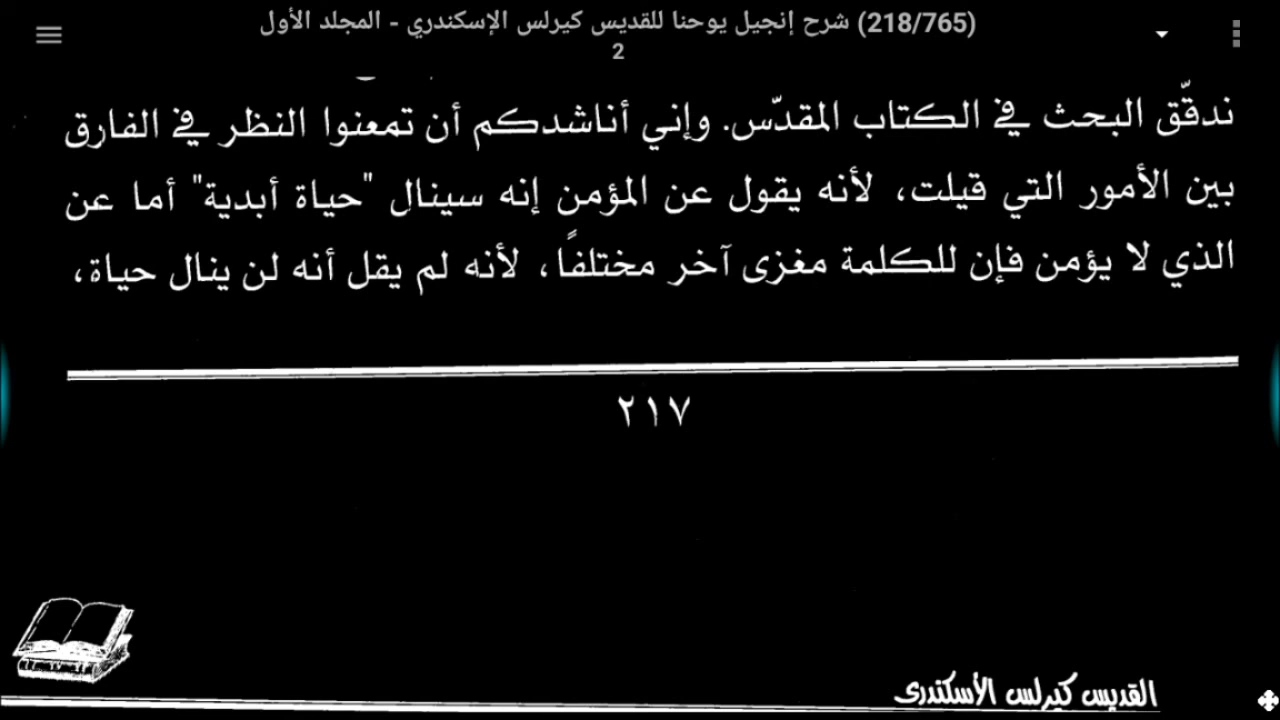 (218/765) شرح إنجيل يوحنا للقديس كيرلس الإسكندري - المجلد الأول
2
ندقّق البحث في الكتاب المقدّس. وإني أناشدكم أن تمعنوا النظر في الفارق
بين الأمور التي قيلت، لأنه يقول عن المؤمن إنه سينال "حياة أبدية" أما عن
الذي لا يؤمن فإن للكلمة مغزى آخر مختلفاً، لأنه لم يقل أنه لن ينال حياة،
٢١٧
القديس كيرلس الأسكندرى